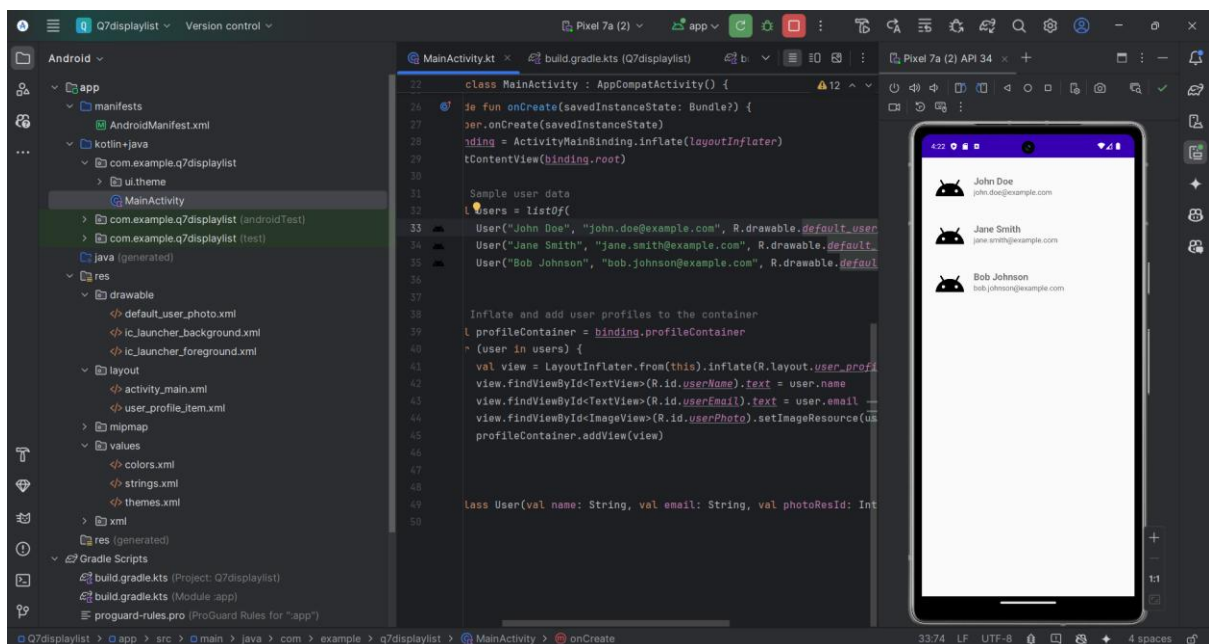 Q Q7displaylist Version control Pixel 7a (2) app
Android
app
manifests
AndroidManifest.xml
kotlin+java
com.example.q7displaylist
ui.theme
MainActivity
com.example.q7displaylist (androidTest)
com.example.q7displaylist (test)
java (generated)
res
drawable
default_user_photo.xml
ic_launcher_background.xml
ic_launcher_foreground.xml
layout
activity_main.xml
user_profile_item.xml
mipmap
values
colors.xml
strings.xml
themes.xml
xml
res (generated)
Gradle Scripts
build.gradle.kts (Project: Q7displaylist)
build.gradle.kts (Module :app)
proguard-rules.pro (ProGuard Rules for ":app")
MainActivity.kt build.gradle.kts (Q7displaylist) b
22 class MainActivity : AppCompatActivity() { 12
26 de fun onCreate(savedInstanceState: Bundle?) {
27 per.onCreate(savedInstanceState)
28 nding = ActivityMainBinding.inflate(layoutInflater)
29 tContentView(binding.root)
30
31 Sample user data
32 l users = listOf(
33 User("John Doe", "john.doe@example.com", R.drawable.default_user
34 User("Jane Smith", "jane.smith@example.com", R.drawable.default_
35 User("Bob Johnson", "bob.johnson@example.com", R.drawable.defaul
36
37
38 Inflate and add user profiles to the container
39 l profileContainer = binding.profileContainer
40 r (user in users) {
41 val view = LayoutInflater.from(this).inflate(R.layout.user_profi
42 view.findViewById<TextView>(R.id.userName).text = user.name
43 view.findViewById<TextView>(R.id.userEmail).text = user.email
44 view.findViewById<ImageView>(R.id.userPhoto).setImageResource(us
45 profileContainer.addView(view)
46
47
48
49 lass User(val name: String, val email: String, val photoResId: Int
50
Pixel 7a (2) API 34
4:22
John Doe
john.doe@example.com
Jane Smith
jane.smith@example.com
Bob Johnson
bob.johnson@example.com
1:1
Q7displaylist > app > src > main > java > com > example > q7displaylist > MainActivity > onCreate
33:74 LF UTF-8 4 spaces